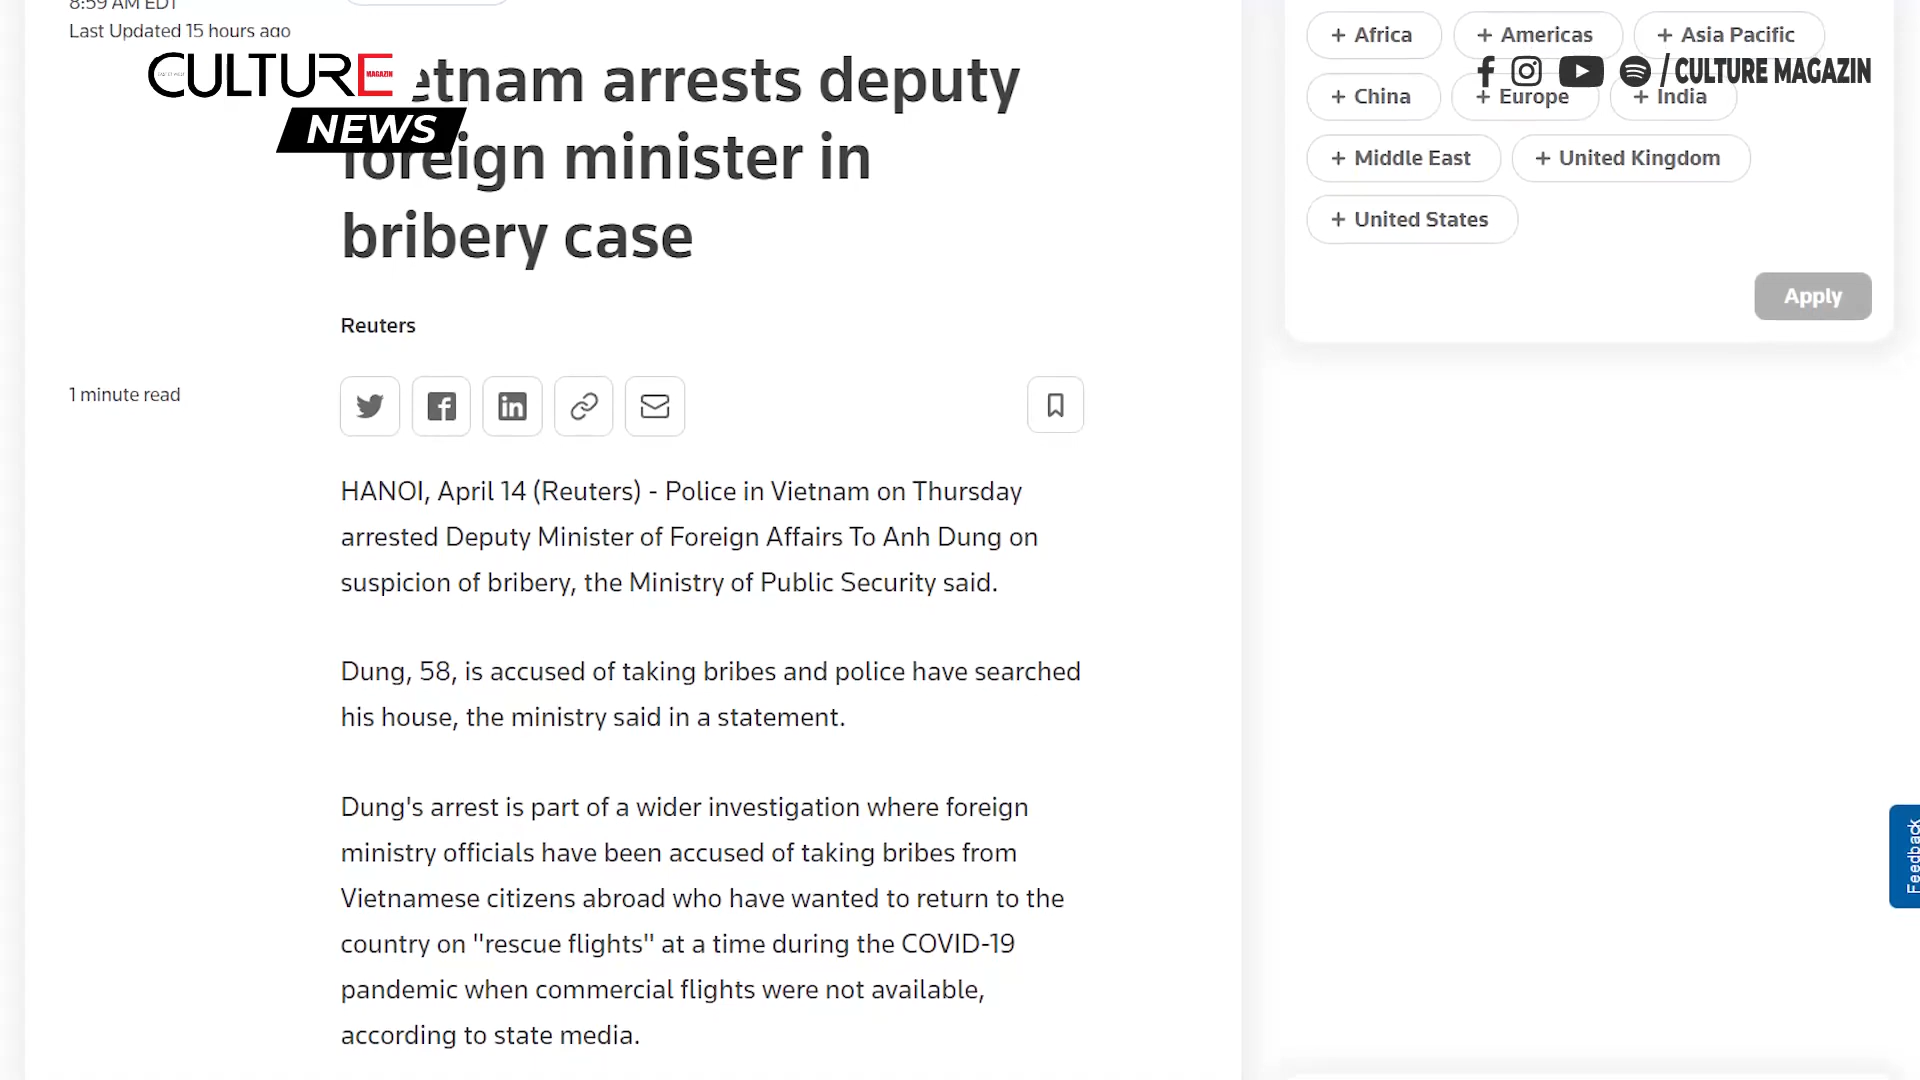 8:59 AM EDT
Last Updated 15 hours ago
CULTURE
MAGAZIN
NEWS
etnam arrests deputy
foreign minister in
bribery case
Reuters
1 minute read
HANOI, April 14 (Reuters) - Police in Vietnam on Thursday
arrested Deputy Minister of Foreign Affairs To Anh Dung on
suspicion of bribery, the Ministry of Public Security said.
Dung, 58, is accused of taking bribes and police have searched
his house, the ministry said in a statement.
Dung's arrest is part of a wider investigation where foreign
ministry officials have been accused of taking bribes from
Vietnamese citizens abroad who have wanted to return to the
country on "rescue flights" at a time during the COVID-19
pandemic when commercial flights were not available,
according to state media.
+ Africa + Americas + Asia Pacific
/ CULTURE MAGAZIN
+ China + Europe + India
+ Middle East + United Kingdom
+ United States
Apply
Feedback